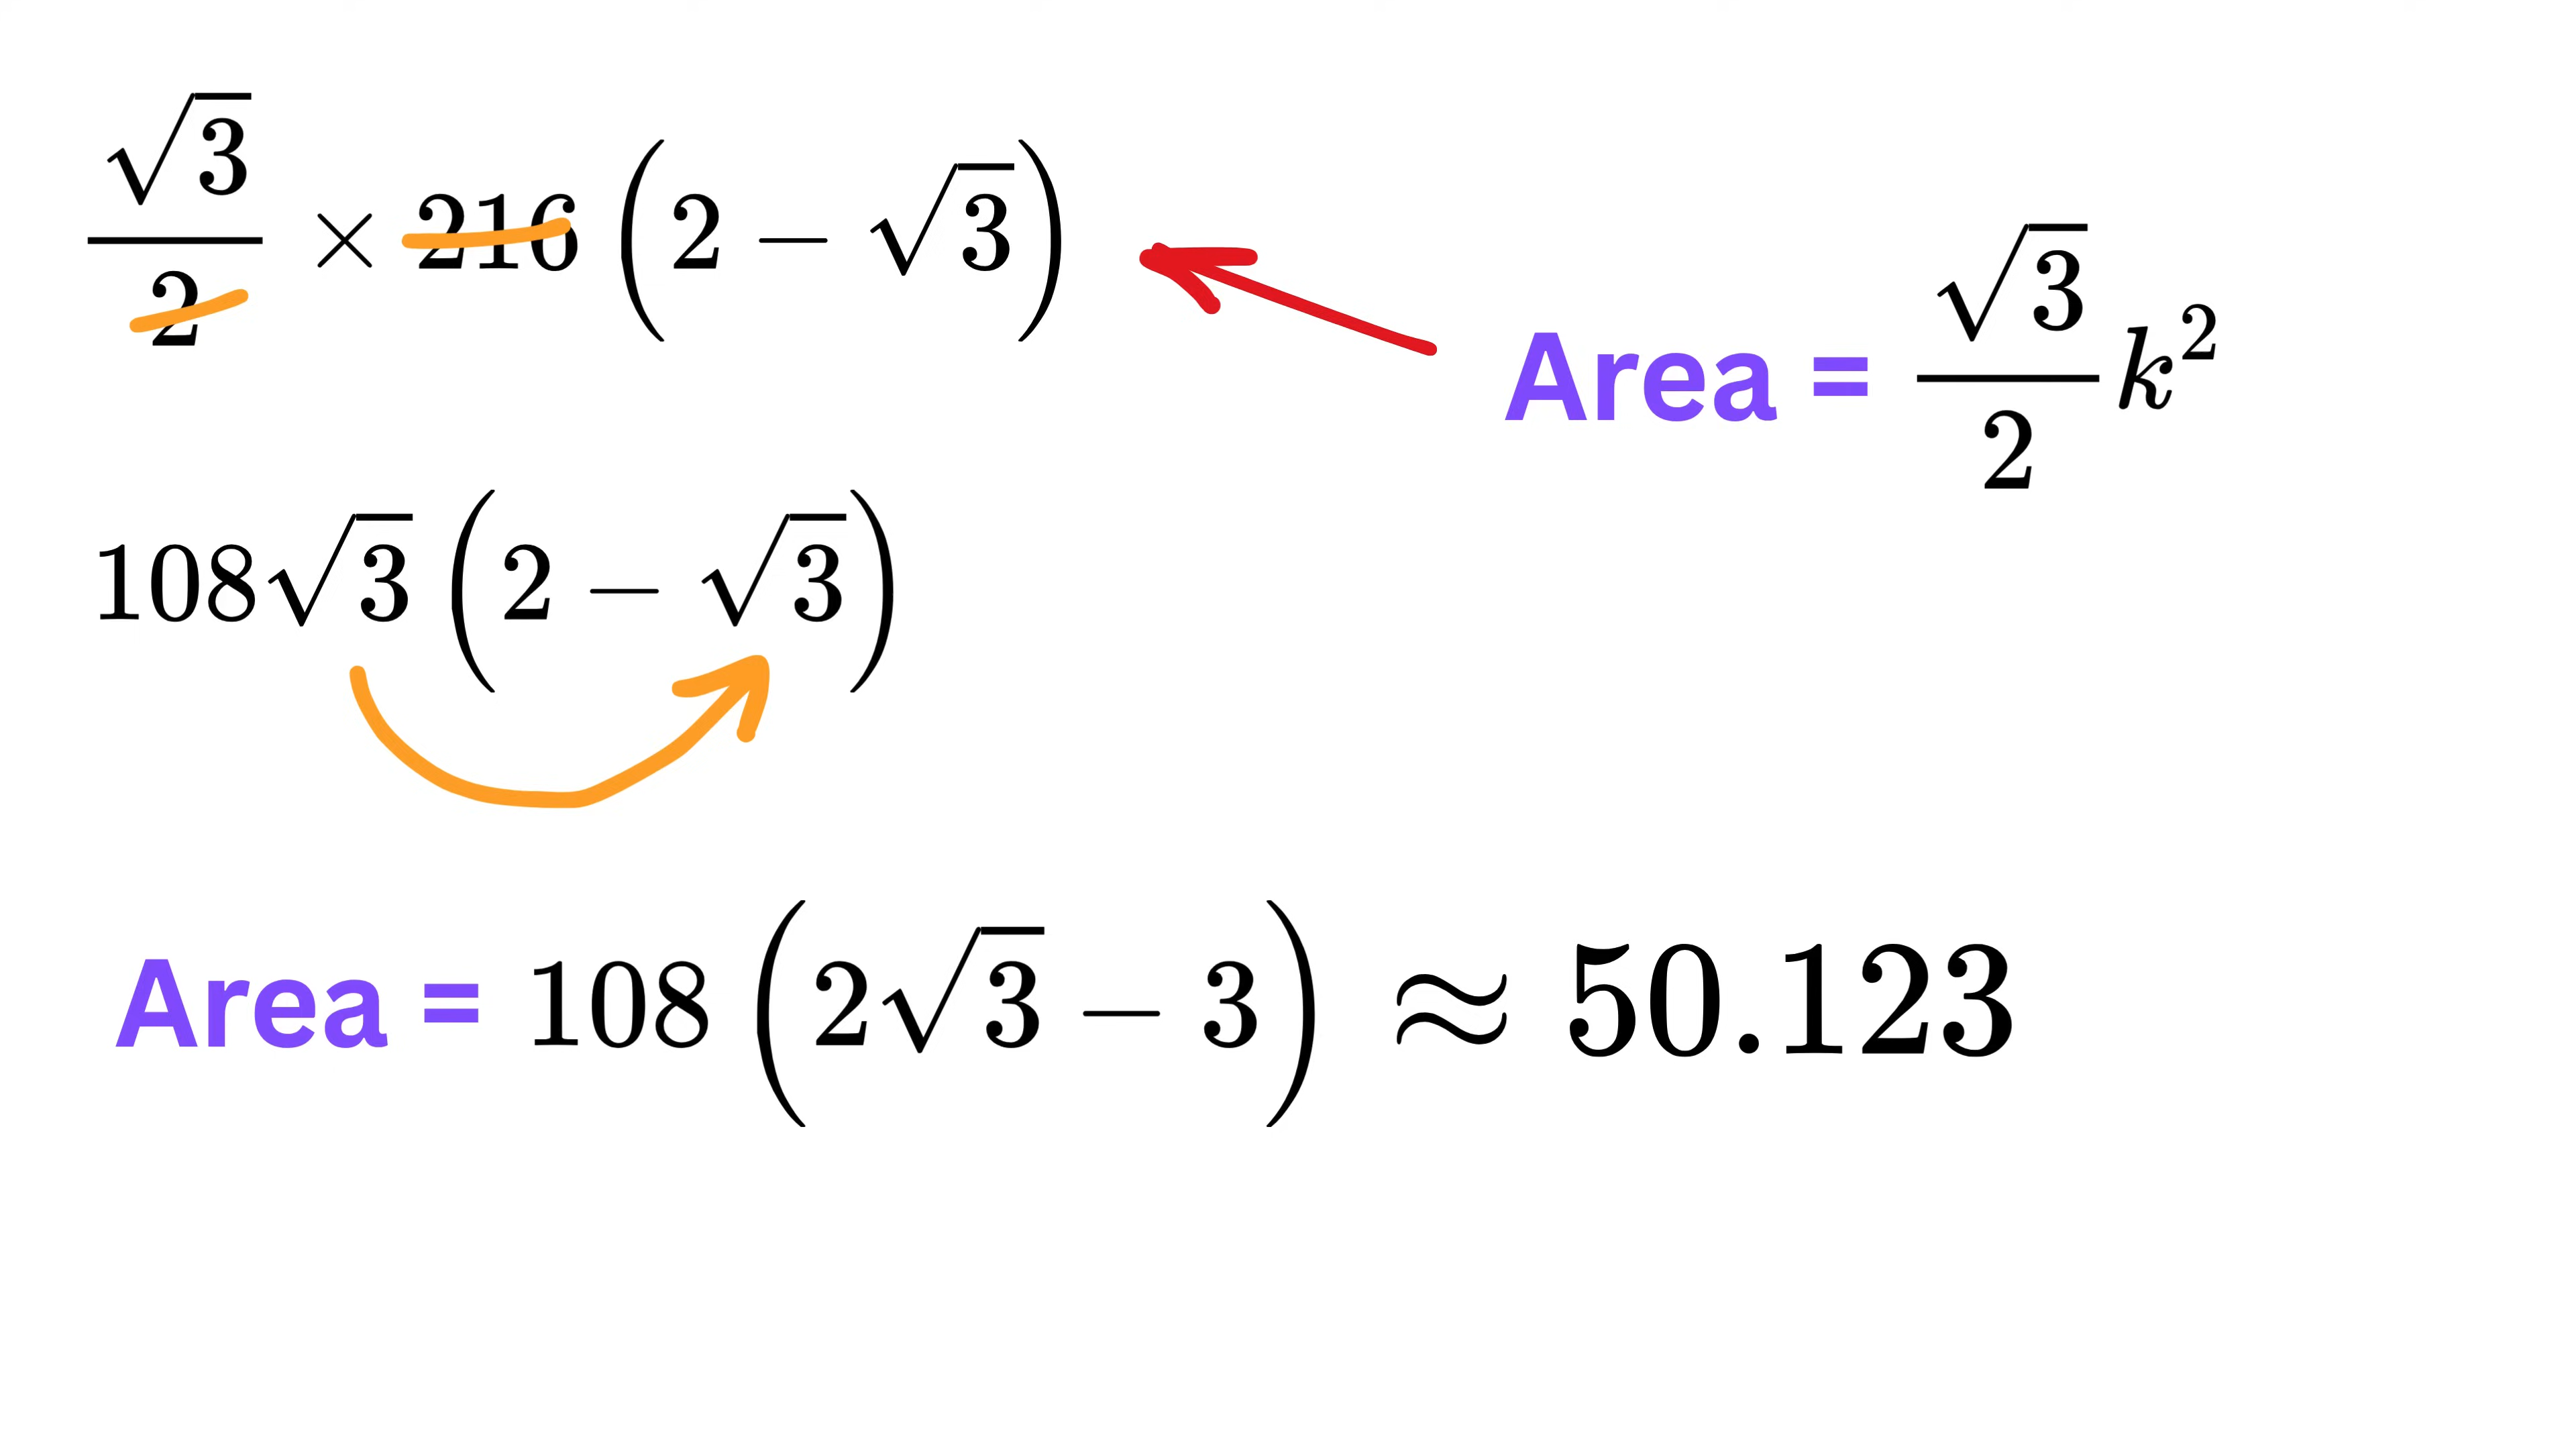 √3/2 × 216 (2 − √3)
Area = √3/2 k²
108√3 (2 − √3)
Area = 108 (2√3 − 3) ≈ 50.123